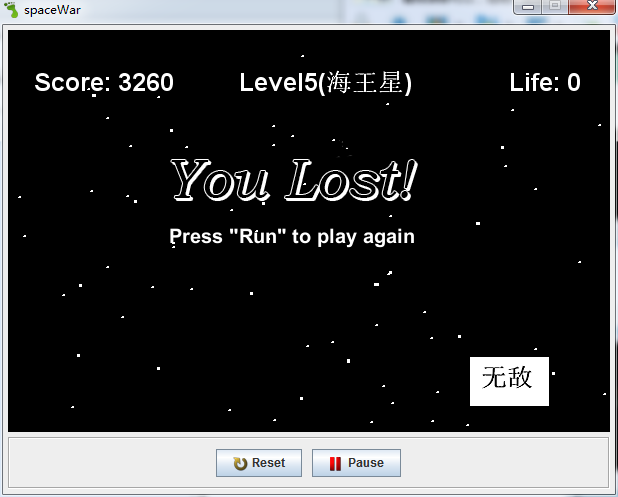 spaceWar
Score: 3260 Level5(海王星) Life: 0
You Lost!
Press "Run" to play again
无敌
Reset Pause